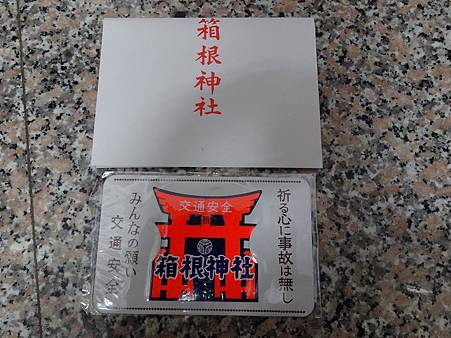 箱根神社
祈る心に事故は無し
交通安全
祈
箱根神社
みんなの願い
交通安全